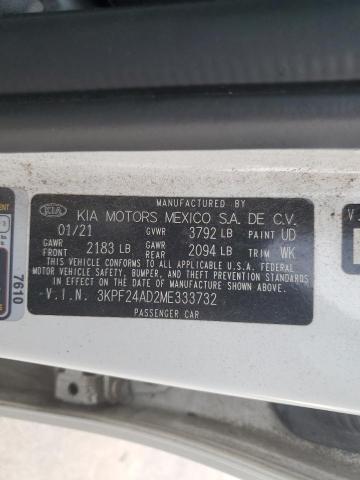 MANUFACTURED BY
KIA KIA MOTORS MEXICO S.A. DE C.V.
01/21 GVWR 3792 LB PAINT UD
GAWR FRONT 2183 LB GAWR REAR 2094 LB TRIM WK
THIS VEHICLE CONFORMS TO ALL APPLICABLE U.S.A. FEDERAL
MOTOR VEHICLE SAFETY, BUMPER, AND THEFT PREVENTION STANDARDS
IN EFFECT ON THE DATE OF MANUFACTURE SHOWN ABOVE.
V.I.N. 3KPF24AD2ME333732
PASSENGER CAR
7610